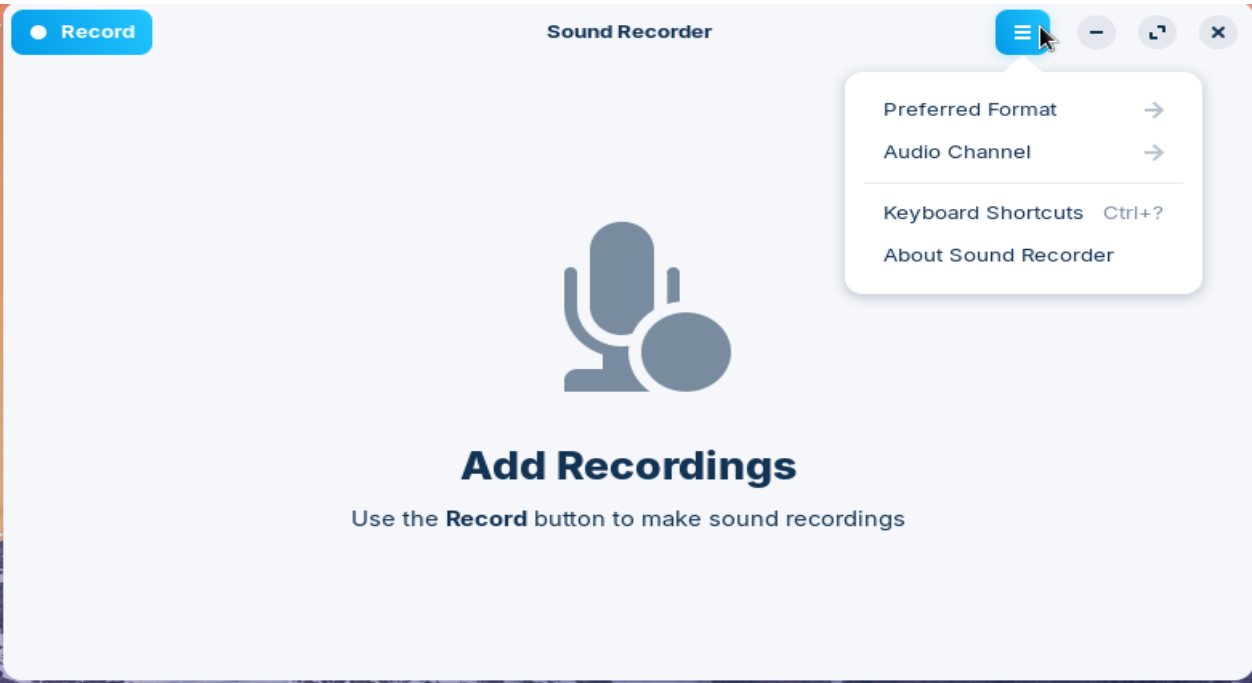 Record
Sound Recorder
Preferred Format
Audio Channel
Keyboard Shortcuts Ctrl+?
About Sound Recorder
Add Recordings
Use the Record button to make sound recordings